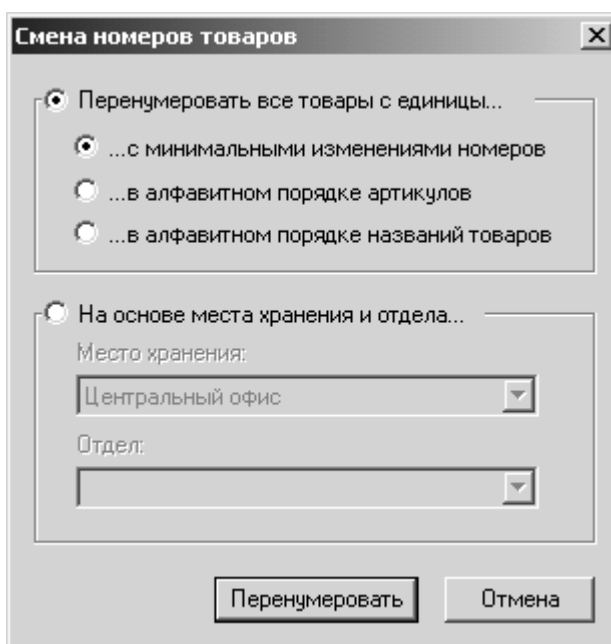 Смена номеров товаров
Перенумеровать все товары с единицы...
...с минимальными изменениями номеров
...в алфавитном порядке артикулов
...в алфавитном порядке названий товаров
На основе места хранения и отдела...
Место хранения:
Центральный офис
Отдел:
Перенумеровать Отмена